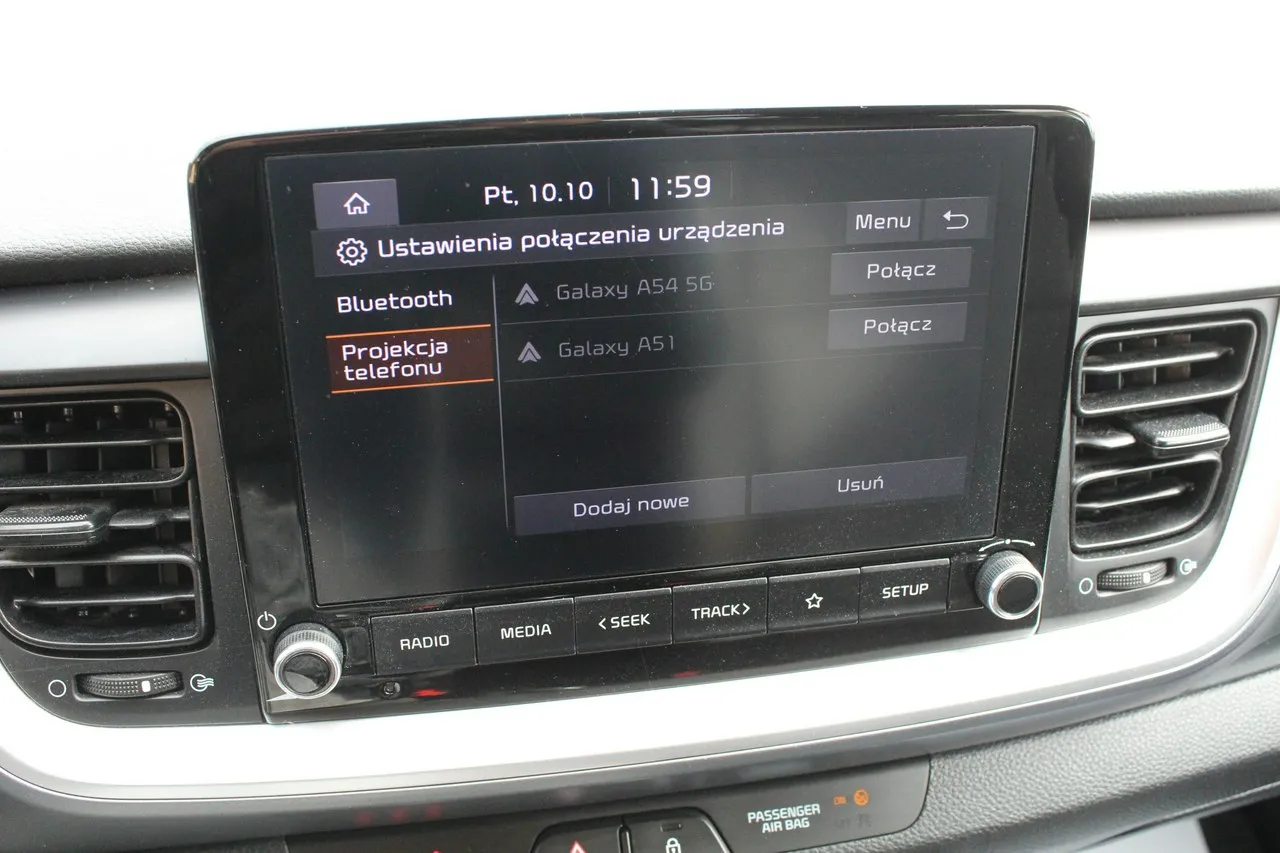 Pt, 10.10 11:59
Ustawienia połączenia urządzenia Menu
Bluetooth
Projekcja
telefonu
Galaxy A54 5G Połącz
Galaxy A51 Połącz
Dodaj nowe Usuń
RADIO MEDIA < SEEK TRACK > SETUP
PASSENGER
AIR BAG